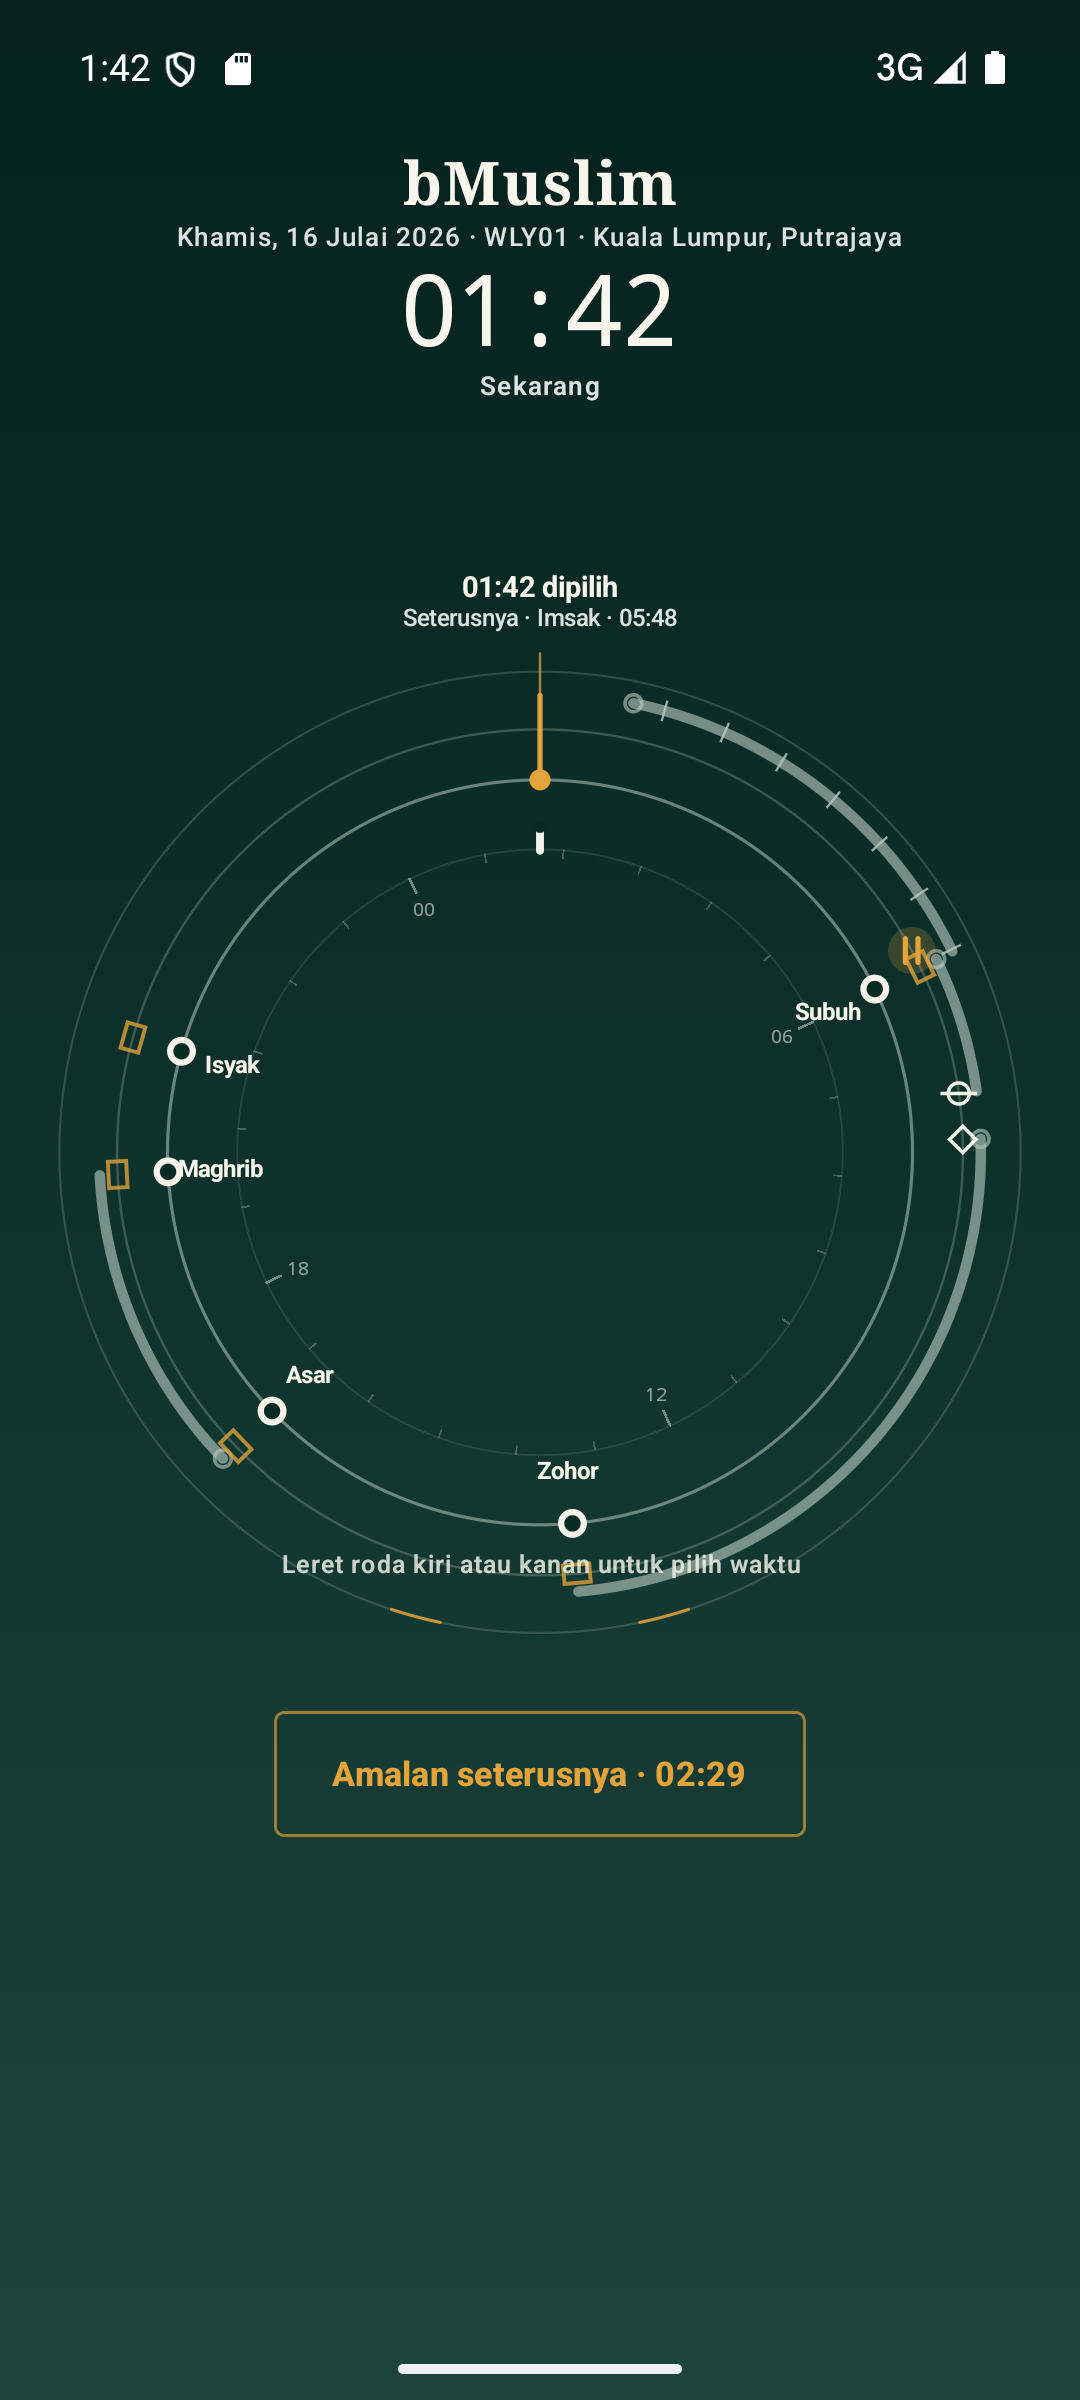 1:42
3G
bMuslim
Khamis, 16 Julai 2026 · WLY01 · Kuala Lumpur, Putrajaya
01:42
Sekarang
01:42 dipilih
Seterusnya · Imsak · 05:48
00
Subuh
06
Isyak
Maghrib
18
Asar
12
Zohor
Leret roda kiri atau kanan untuk pilih waktu
Amalan seterusnya · 02:29